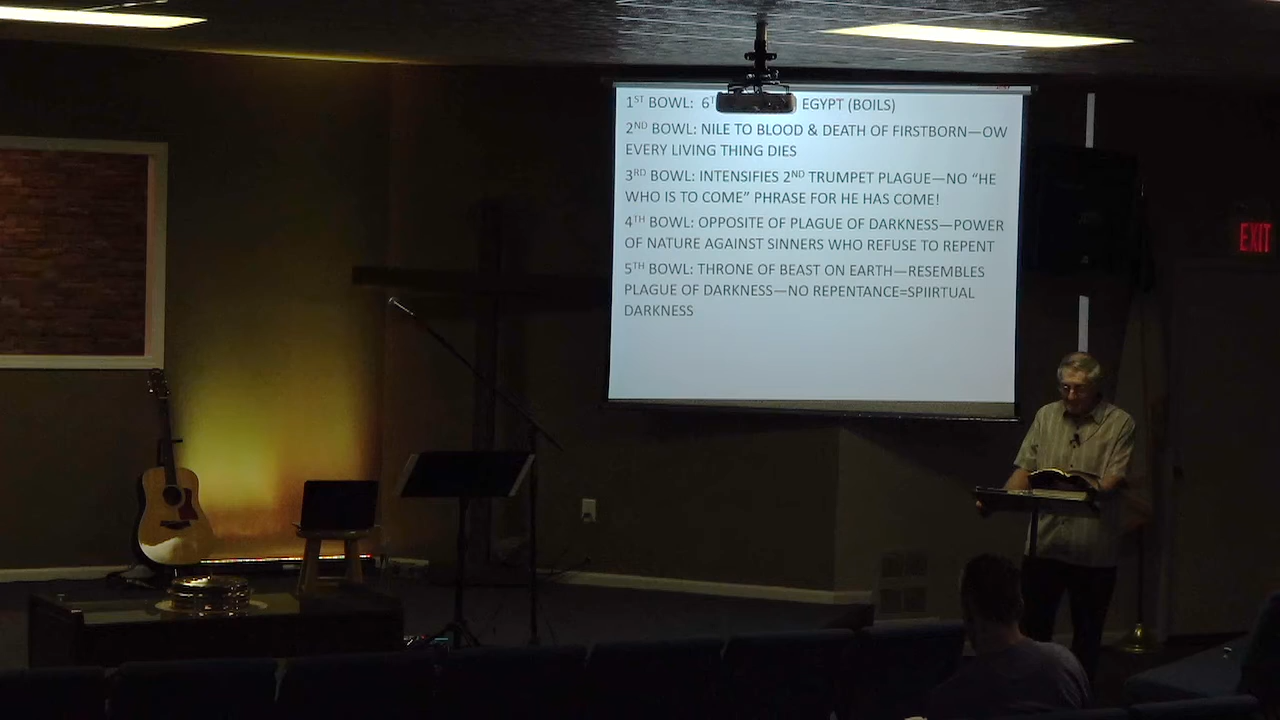 1ST BOWL: 6 EGYPT (BOILS)
2ND BOWL: NILE TO BLOOD & DEATH OF FIRSTBORN—OW
EVERY LIVING THING DIES
3RD BOWL: INTENSIFIES 2ND TRUMPET PLAGUE—NO "HE
WHO IS TO COME" PHRASE FOR HE HAS COME!
4TH BOWL: OPPOSITE OF PLAGUE OF DARKNESS—POWER
OF NATURE AGAINST SINNERS WHO REFUSE TO REPENT
5TH BOWL: THRONE OF BEAST ON EARTH—RESEMBLES
PLAGUE OF DARKNESS—NO REPENTANCE=SPIIRTUAL
DARKNESS
EXIT